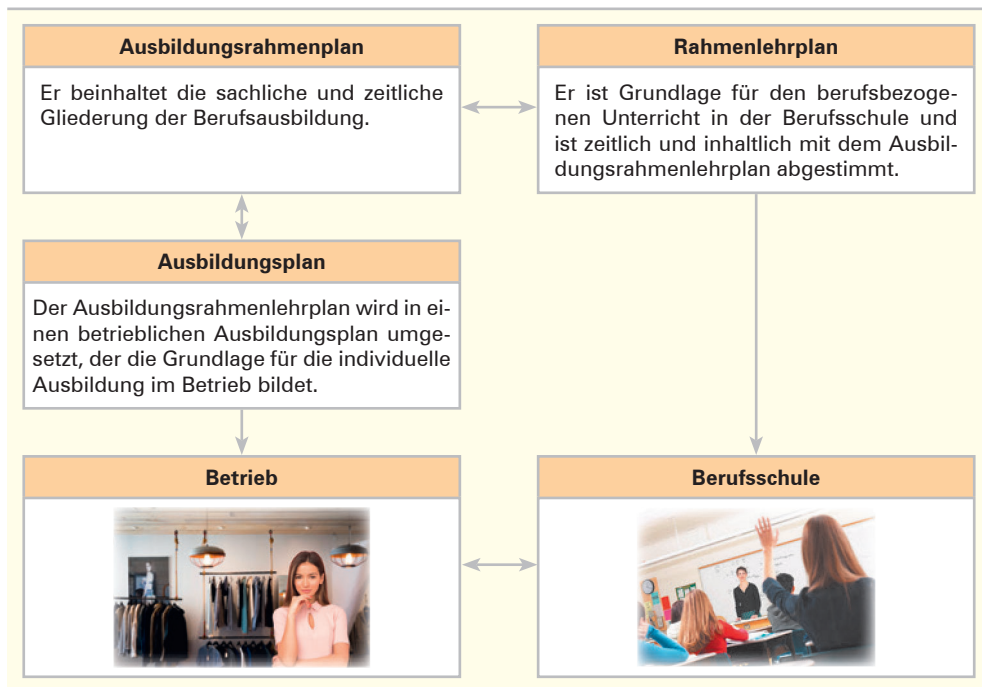 Ausbildungsrahmenplan
Er beinhaltet die sachliche und zeitliche
Gliederung der Berufsausbildung.
Rahmenlehrplan
Er ist Grundlage für den berufsbezoge-
nen Unterricht in der Berufsschule und
ist zeitlich und inhaltlich mit dem Ausbil-
dungsrahmenlehrplan abgestimmt.
Ausbildungsplan
Der Ausbildungsrahmenlehrplan wird in ei-
nen betrieblichen Ausbildungsplan umge-
setzt, der die Grundlage für die individuelle
Ausbildung im Betrieb bildet.
Betrieb
Berufsschule